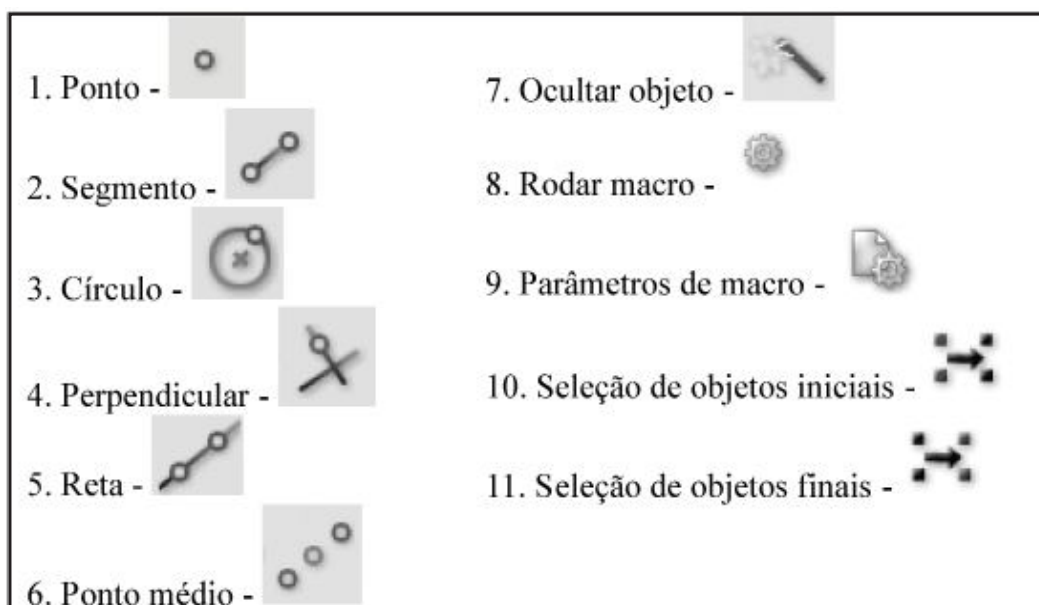 1. Ponto -
2. Segmento -
3. Círculo -
4. Perpendicular -
5. Reta -
6. Ponto médio -
7. Ocultar objeto -
8. Rodar macro -
9. Parâmetros de macro -
10. Seleção de objetos iniciais -
11. Seleção de objetos finais -